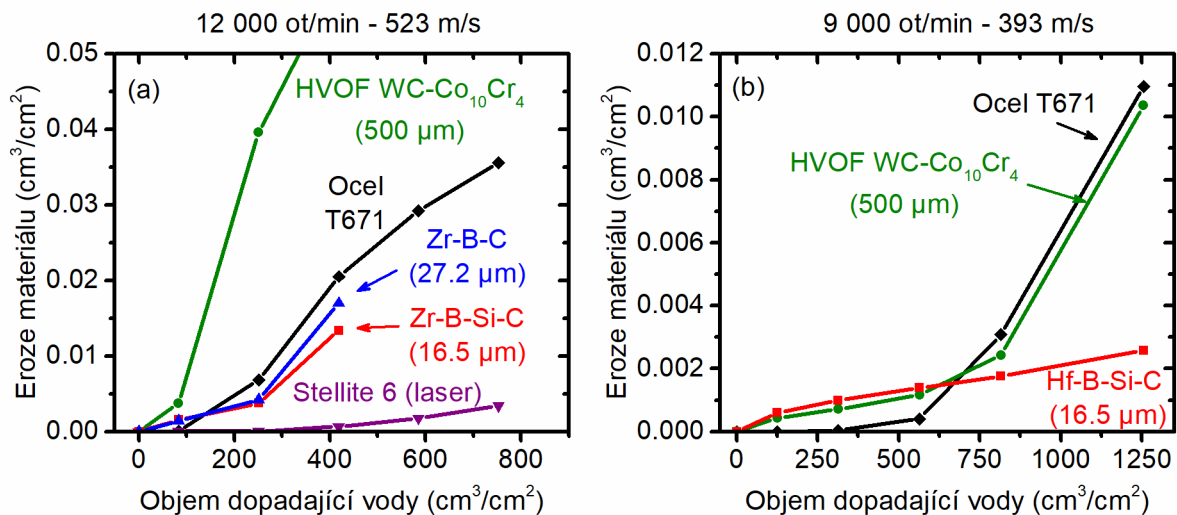 12 000 ot/min - 523 m/s
(a)
HVOF WC-Co₁₀Cr₄
(500 µm)
Ocel
T671
Zr-B-C
(27.2 µm)
Zr-B-Si-C
(16.5 µm)
Stellite 6 (laser)
0.05
0.04
0.03
0.02
0.01
0.00
0
200
400
600
800
Eroze materiálu (cm³/cm²)
Objem dopadající vody (cm³/cm²)
9 000 ot/min - 393 m/s
(b)
Ocel T671
HVOF WC-Co₁₀Cr₄
(500 µm)
Hf-B-Si-C
(16.5 µm)
0.012
0.010
0.008
0.006
0.004
0.002
0.000
0
250
500
750
1000
1250
Eroze materiálu (cm³/cm²)
Objem dopadající vody (cm³/cm²)